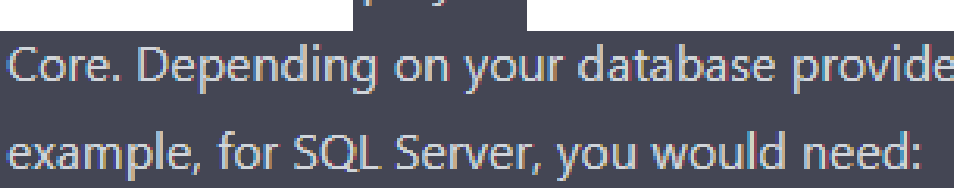 Core. Depending on your database provide
example, for SQL Server, you would need: